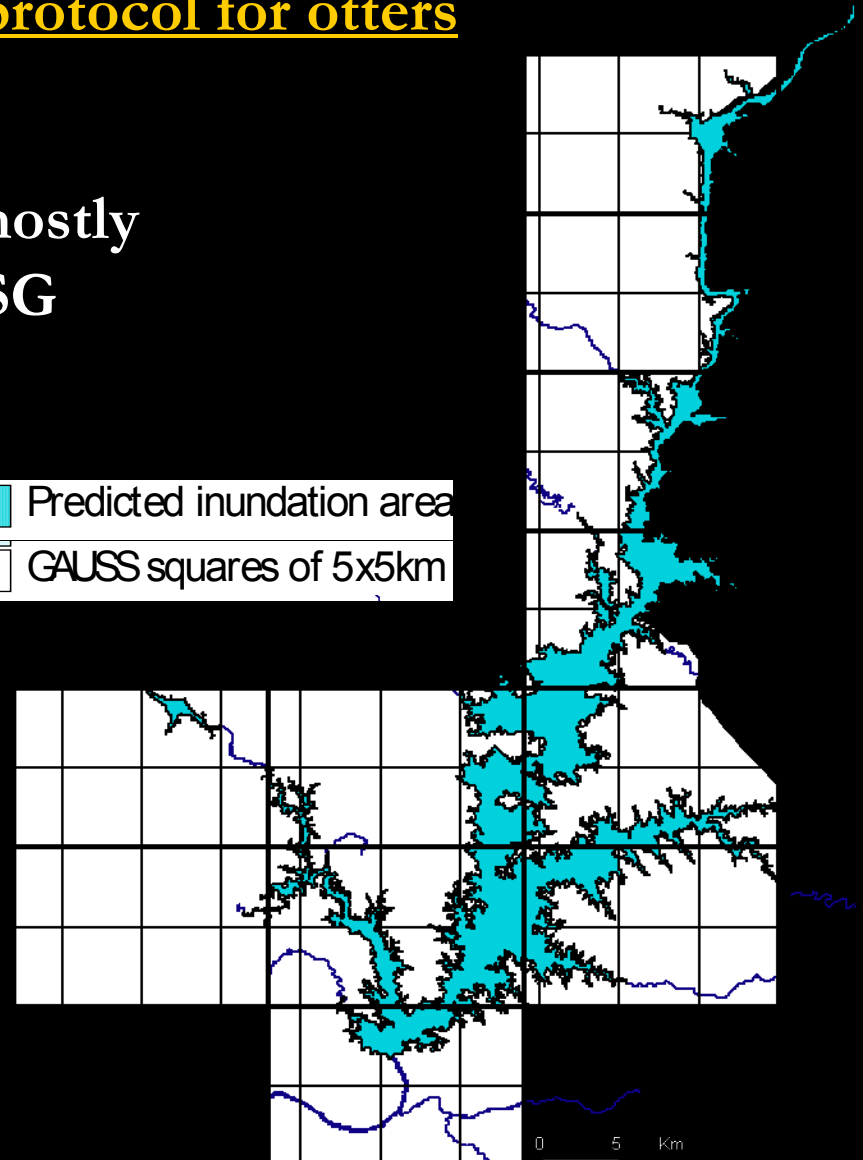 protocol for otters
mostly
SG
Predicted inundation area
GAUSS squares of 5x5km
0 5 Km